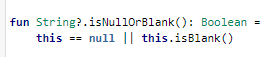 fun String?.isNullOrBlank(): Boolean =
    this == null || this.isBlank()